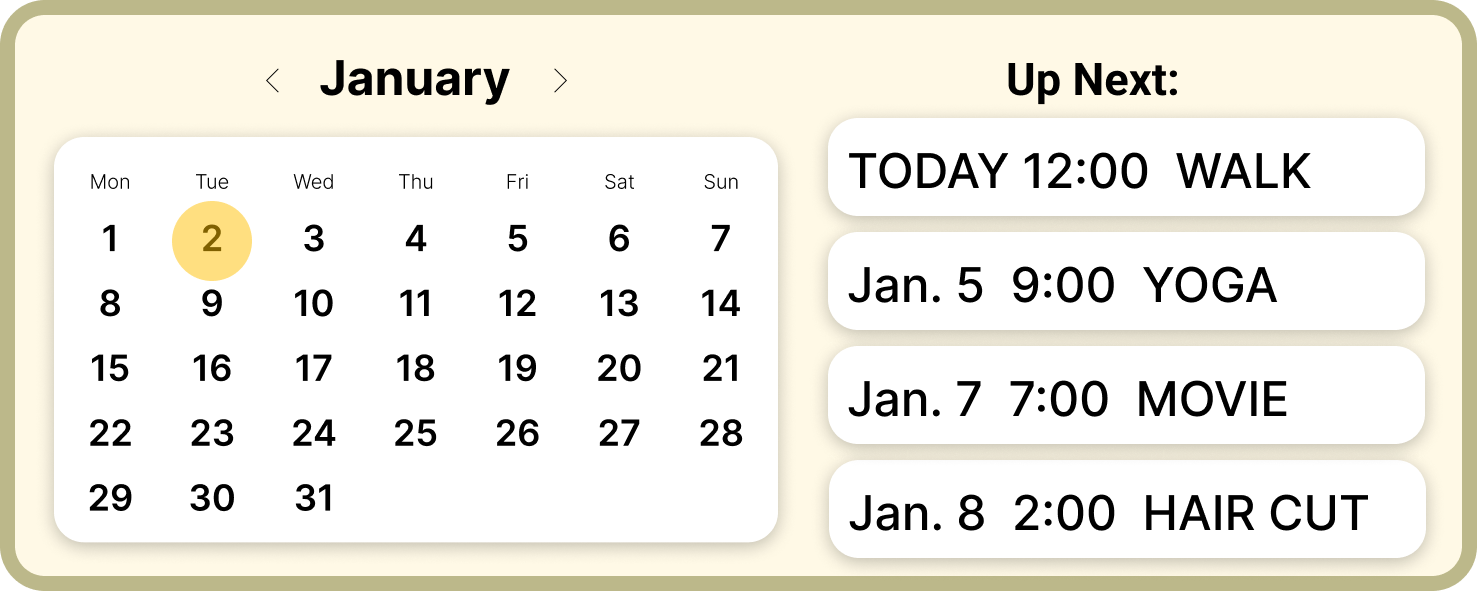 January
Mon Tue Wed Thu Fri Sat Sun
1 2 3 4 5 6 7
8 9 10 11 12 13 14
15 16 17 18 19 20 21
22 23 24 25 26 27 28
29 30 31
Up Next:
TODAY 12:00 WALK
Jan. 5 9:00 YOGA
Jan. 7 7:00 MOVIE
Jan. 8 2:00 HAIR CUT